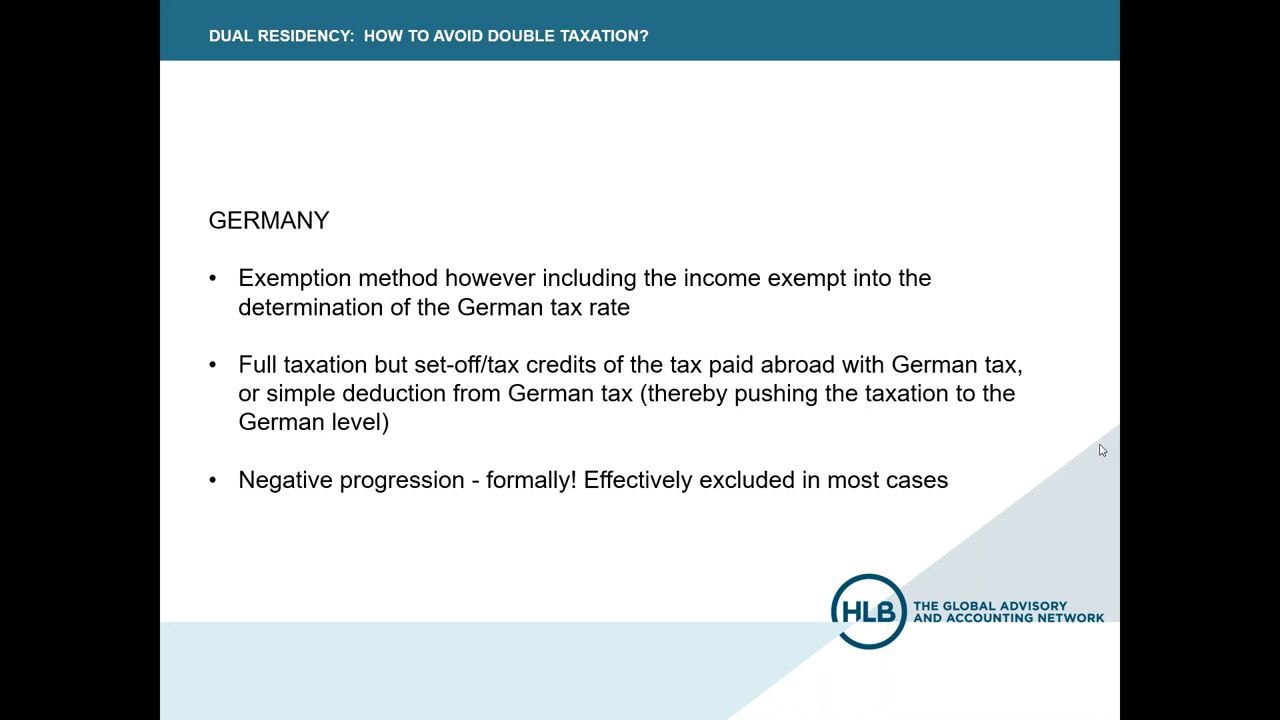 DUAL RESIDENCY: HOW TO AVOID DOUBLE TAXATION?
GERMANY
• Exemption method however including the income exempt into the
determination of the German tax rate
• Full taxation but set-off/tax credits of the tax paid abroad with German tax,
or simple deduction from German tax (thereby pushing the taxation to the
German level)
• Negative progression - formally! Effectively excluded in most cases
HLB
THE GLOBAL ADVISORY
AND ACCOUNTING NETWORK